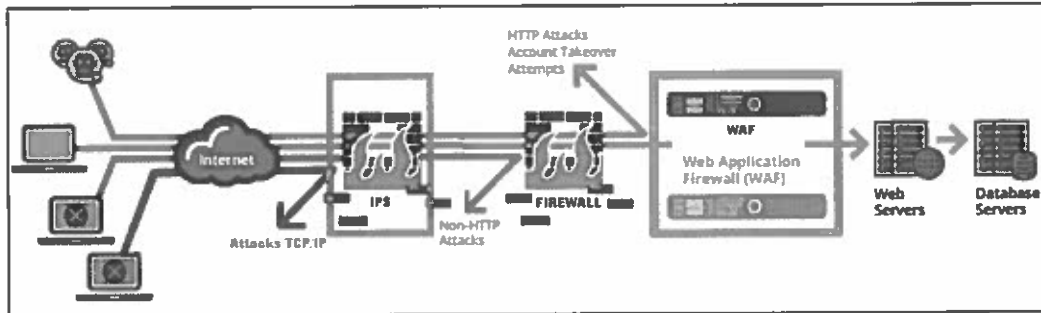 HTTP Attacks
Account Takeover
Attempts
Internet
IPS
FIREWALL
WAF
Web Application
Firewall (WAF)
Web
Servers
Database
Servers
Attacks TCP.IP
Non-HTTP
Attacks